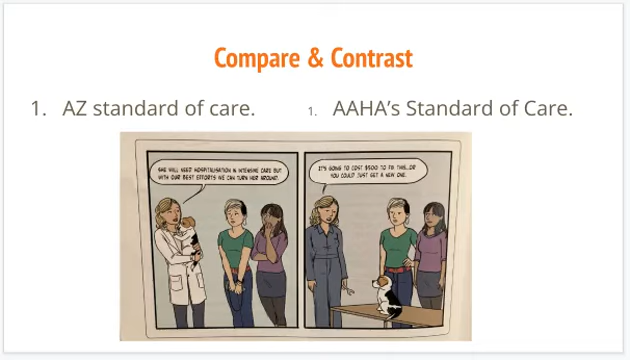 Compare & Contrast
1. AZ standard of care.
1. AAHA's Standard of Care.
SHE WILL NEED HOSPITALISATION IN INTENSIVE CARE BUT
WITH OUR BEST EFFORTS WE CAN TURN HER AROUND.
IT'S GOING TO COST $500 TO FIX THIS...OR
YOU COULD JUST GET A NEW ONE.